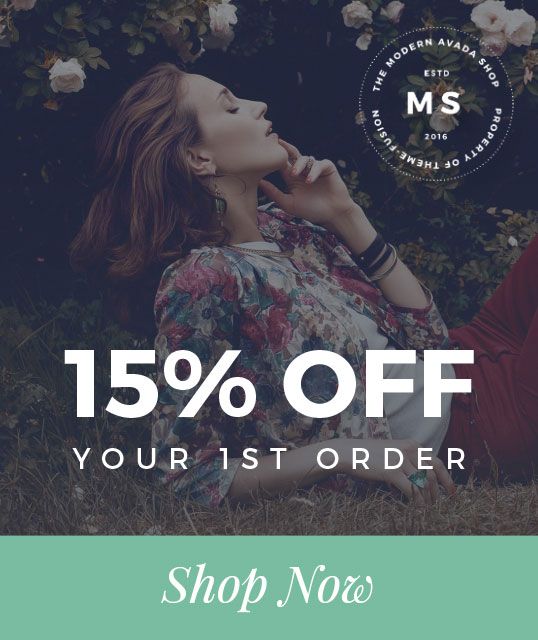 THE MODERN AVADA SHOP
ESTD
MS
2016
PROPERTY OF THEME FUSION
15% OFF
YOUR 1ST ORDER
Shop Now